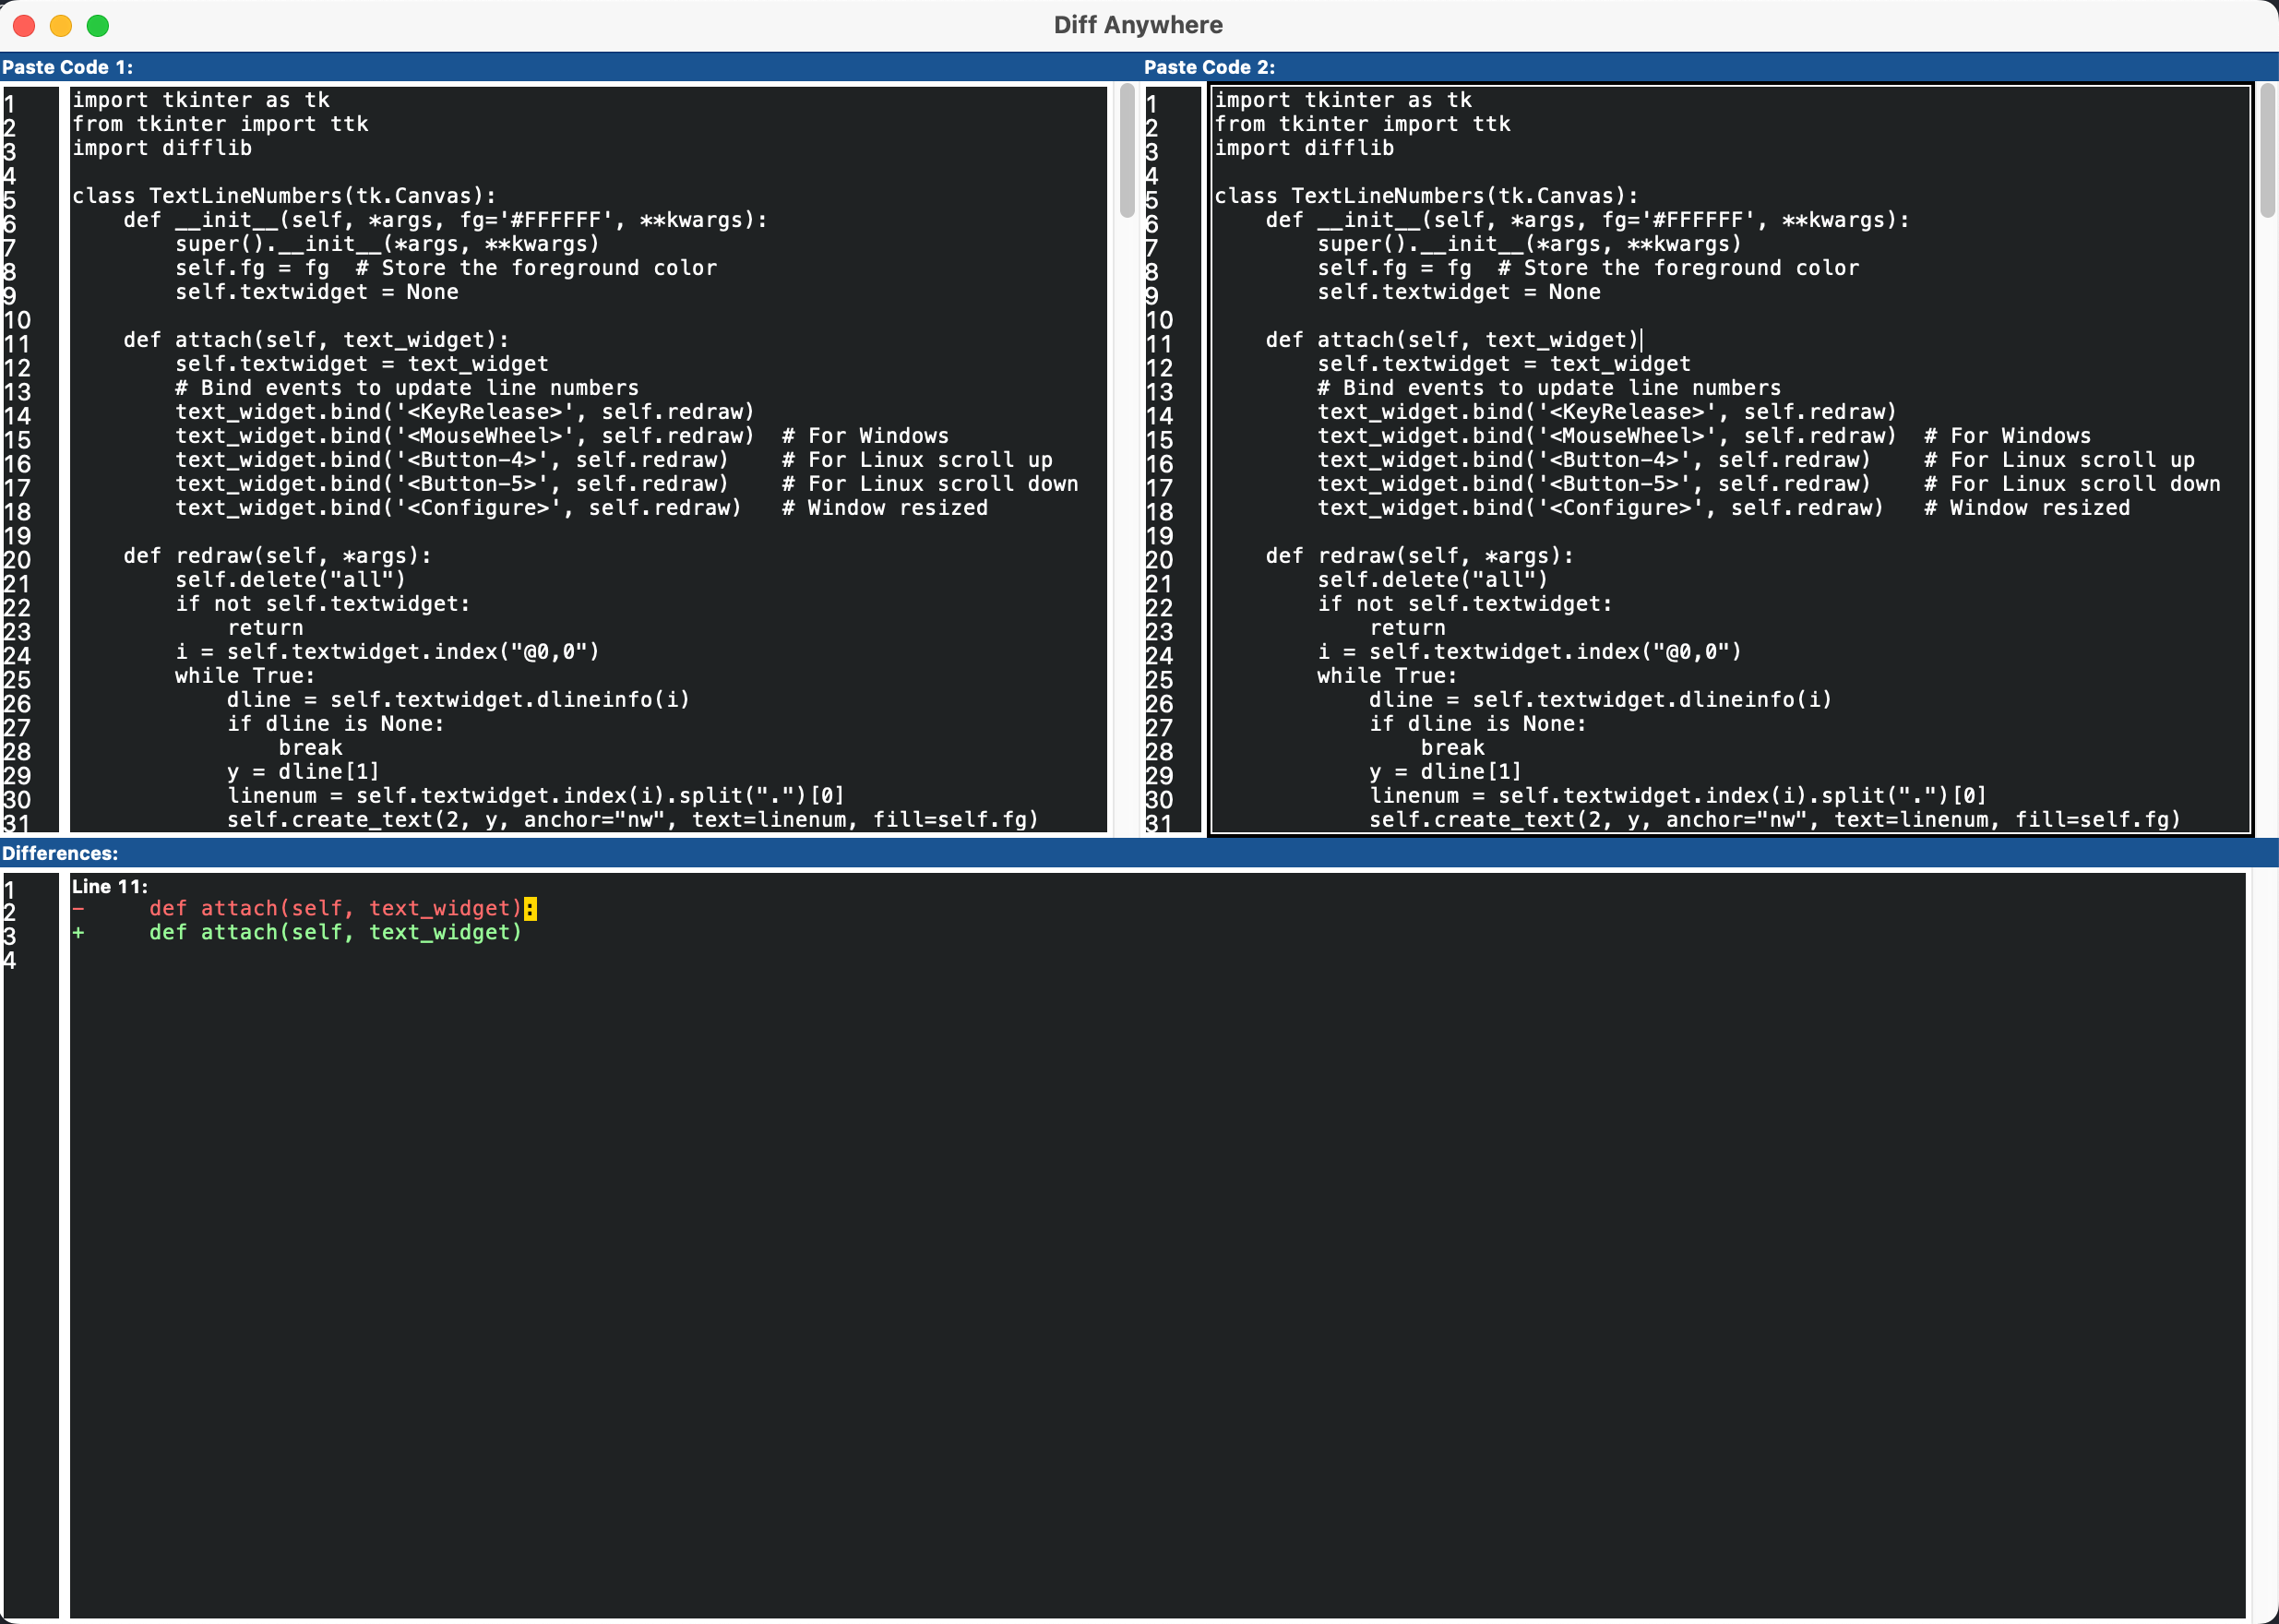 Diff Anywhere
Paste Code 1:
1 import tkinter as tk
2 from tkinter import ttk
3 import difflib
4
5 class TextLineNumbers(tk.Canvas):
6     def __init__(self, *args, fg='#FFFFFF', **kwargs):
7         super().__init__(*args, **kwargs)
8         self.fg = fg  # Store the foreground color
9         self.textwidget = None
10
11     def attach(self, text_widget):
12         self.textwidget = text_widget
13         # Bind events to update line numbers
14         text_widget.bind('<KeyRelease>', self.redraw)
15         text_widget.bind('<MouseWheel>', self.redraw)  # For Windows
16         text_widget.bind('<Button-4>', self.redraw)    # For Linux scroll up
17         text_widget.bind('<Button-5>', self.redraw)    # For Linux scroll down
18         text_widget.bind('<Configure>', self.redraw)   # Window resized
19
20     def redraw(self, *args):
21         self.delete("all")
22         if not self.textwidget:
23             return
24         i = self.textwidget.index("@0,0")
25         while True:
26             dline = self.textwidget.dlineinfo(i)
27             if dline is None:
28                 break
29             y = dline[1]
30             linenum = self.textwidget.index(i).split(".")[0]
31             self.create_text(2, y, anchor="nw", text=linenum, fill=self.fg)
Paste Code 2:
1 import tkinter as tk
2 from tkinter import ttk
3 import difflib
4
5 class TextLineNumbers(tk.Canvas):
6     def __init__(self, *args, fg='#FFFFFF', **kwargs):
7         super().__init__(*args, **kwargs)
8         self.fg = fg  # Store the foreground color
9         self.textwidget = None
10
11     def attach(self, text_widget)
12         self.textwidget = text_widget
13         # Bind events to update line numbers
14         text_widget.bind('<KeyRelease>', self.redraw)
15         text_widget.bind('<MouseWheel>', self.redraw)  # For Windows
16         text_widget.bind('<Button-4>', self.redraw)    # For Linux scroll up
17         text_widget.bind('<Button-5>', self.redraw)    # For Linux scroll down
18         text_widget.bind('<Configure>', self.redraw)   # Window resized
19
20     def redraw(self, *args):
21         self.delete("all")
22         if not self.textwidget:
23             return
24         i = self.textwidget.index("@0,0")
25         while True:
26             dline = self.textwidget.dlineinfo(i)
27             if dline is None:
28                 break
29             y = dline[1]
30             linenum = self.textwidget.index(i).split(".")[0]
31             self.create_text(2, y, anchor="nw", text=linenum, fill=self.fg)
Differences:
1 Line 11:
2 -     def attach(self, text_widget):
3 +     def attach(self, text_widget)
4